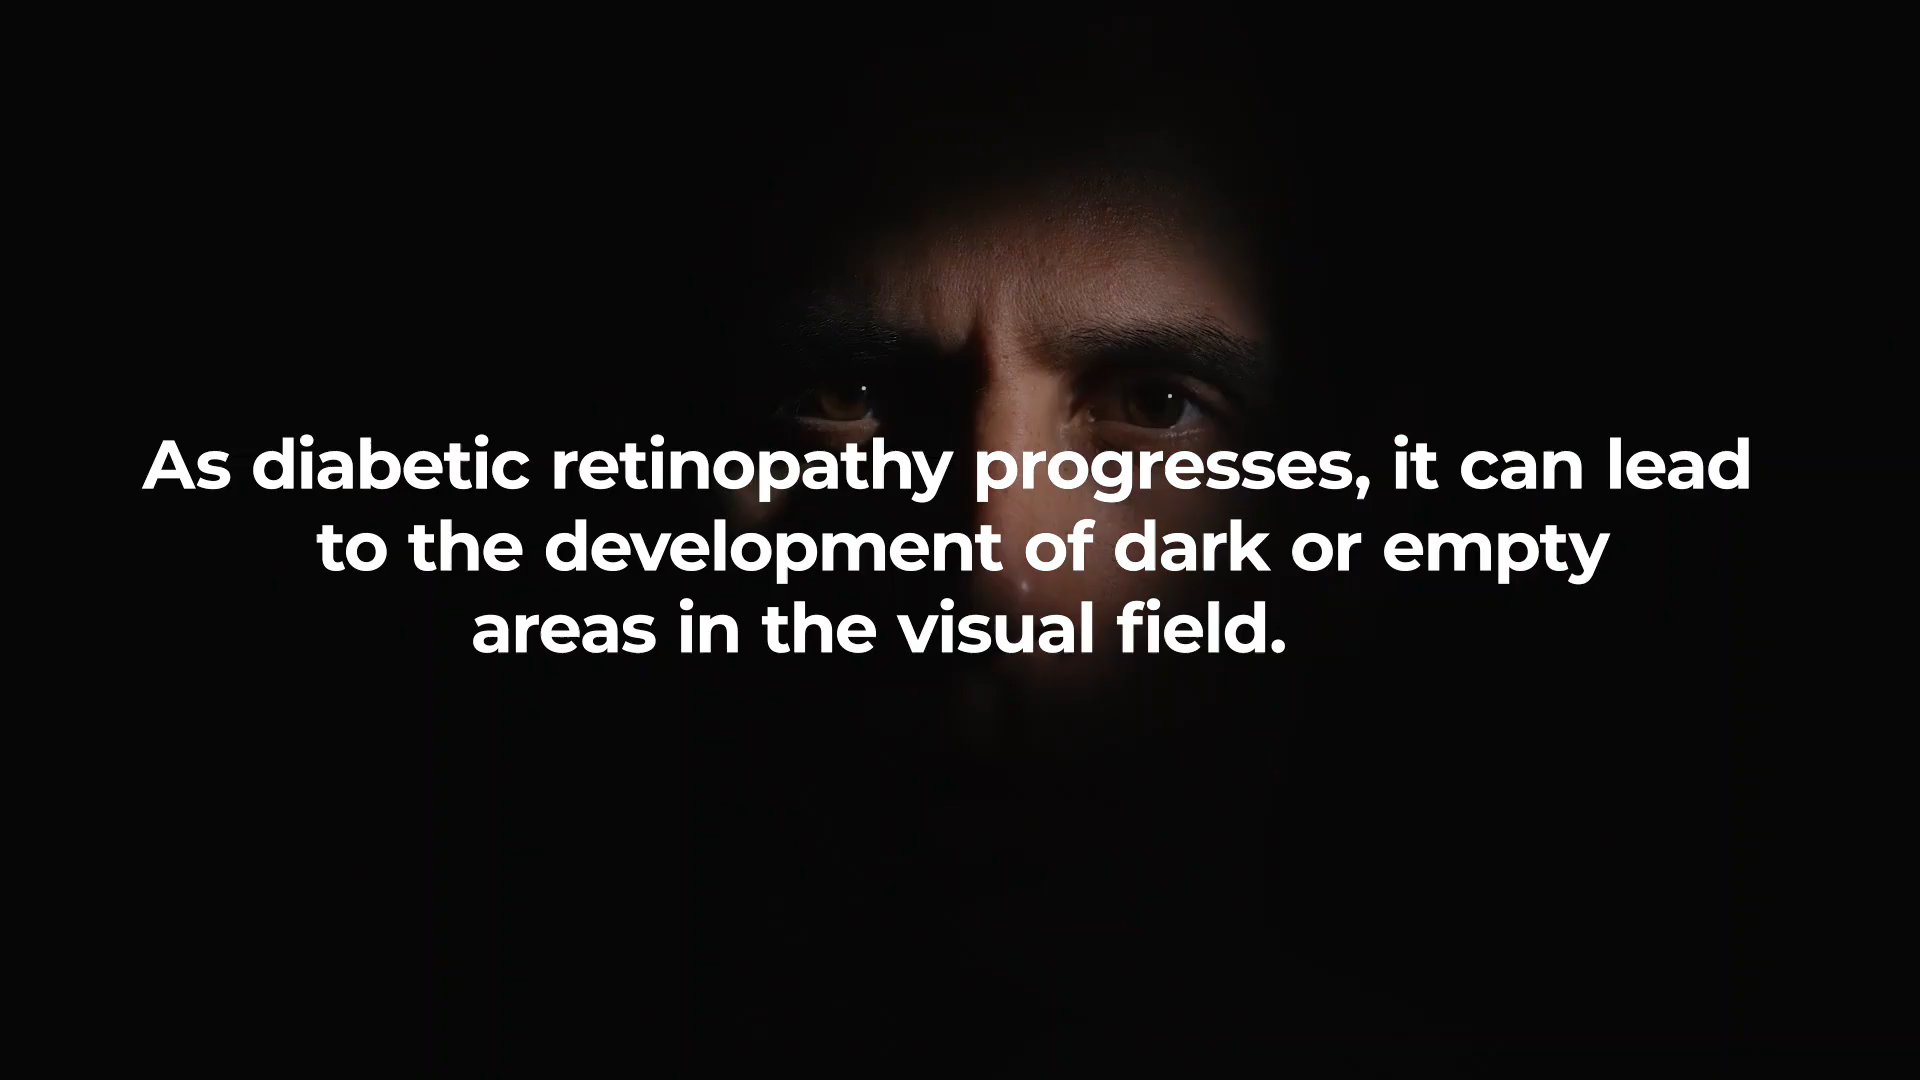 As diabetic retinopathy progresses, it can lead
to the development of dark or empty
areas in the visual field.